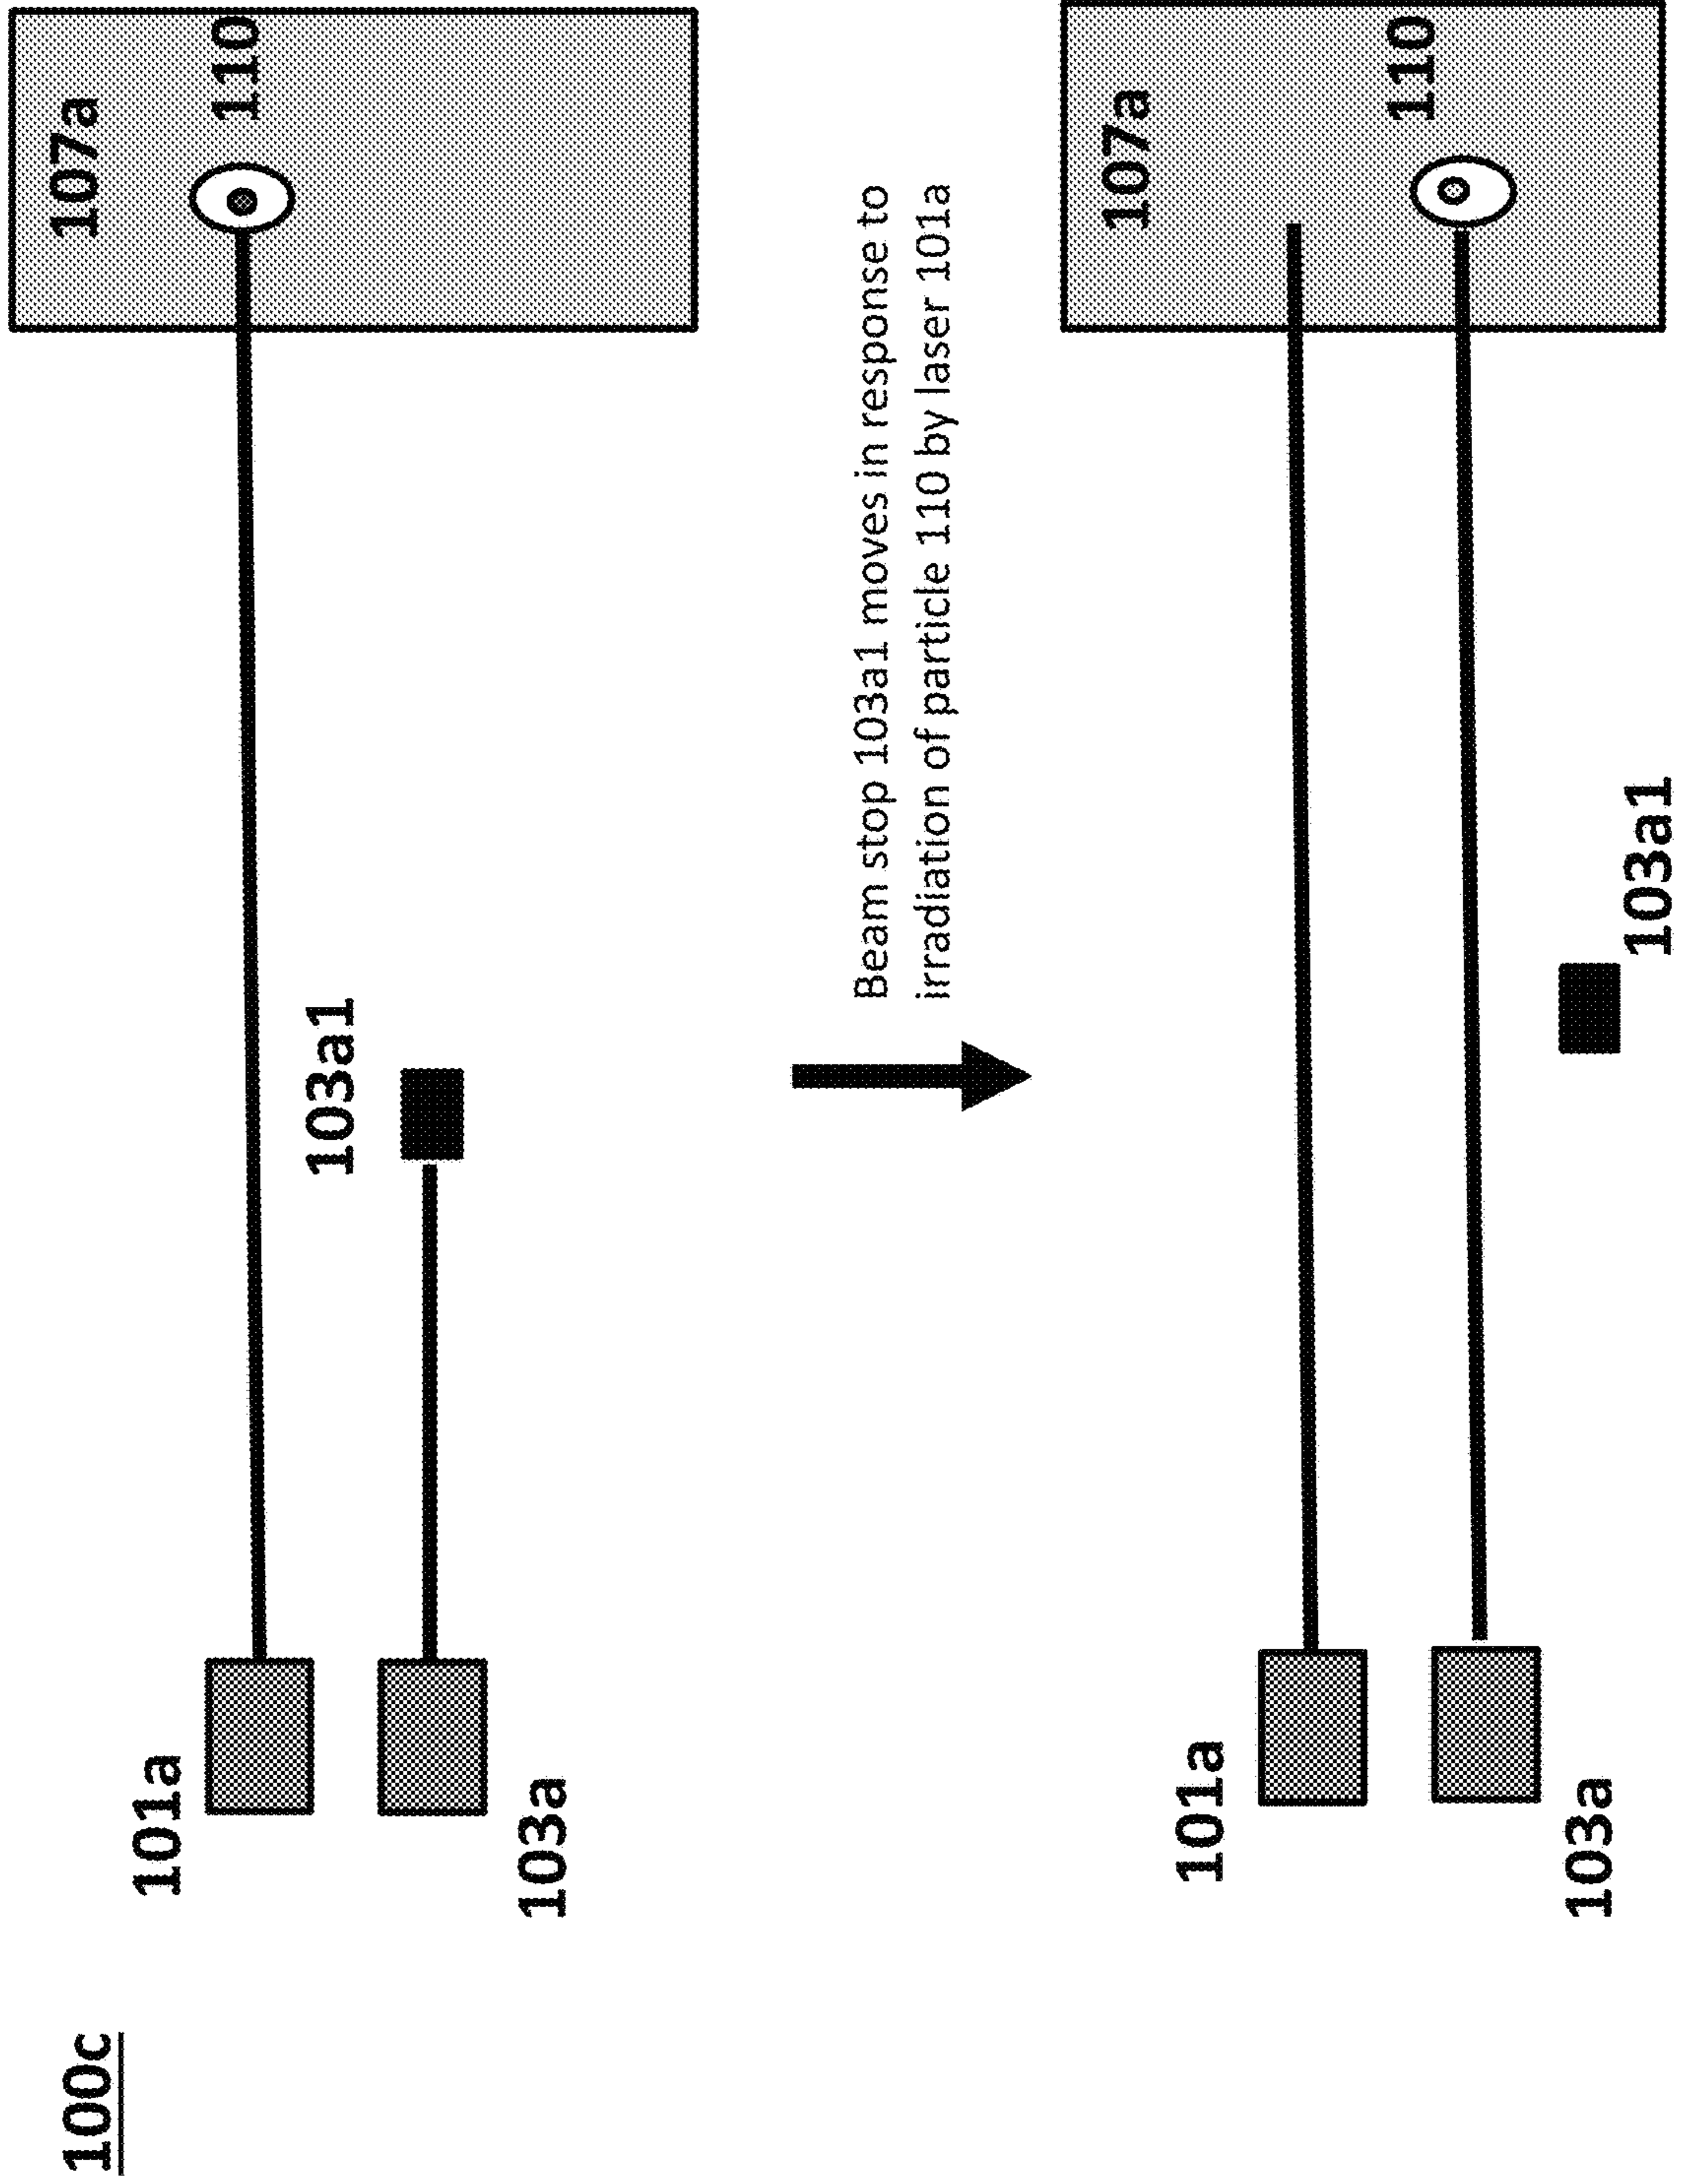 100c
107a
110
101a
103a1
103a
Beam stop 103a1 moves in response to
irradiation of particle 110 by laser 101a
107a
101a
110
103a
103a1